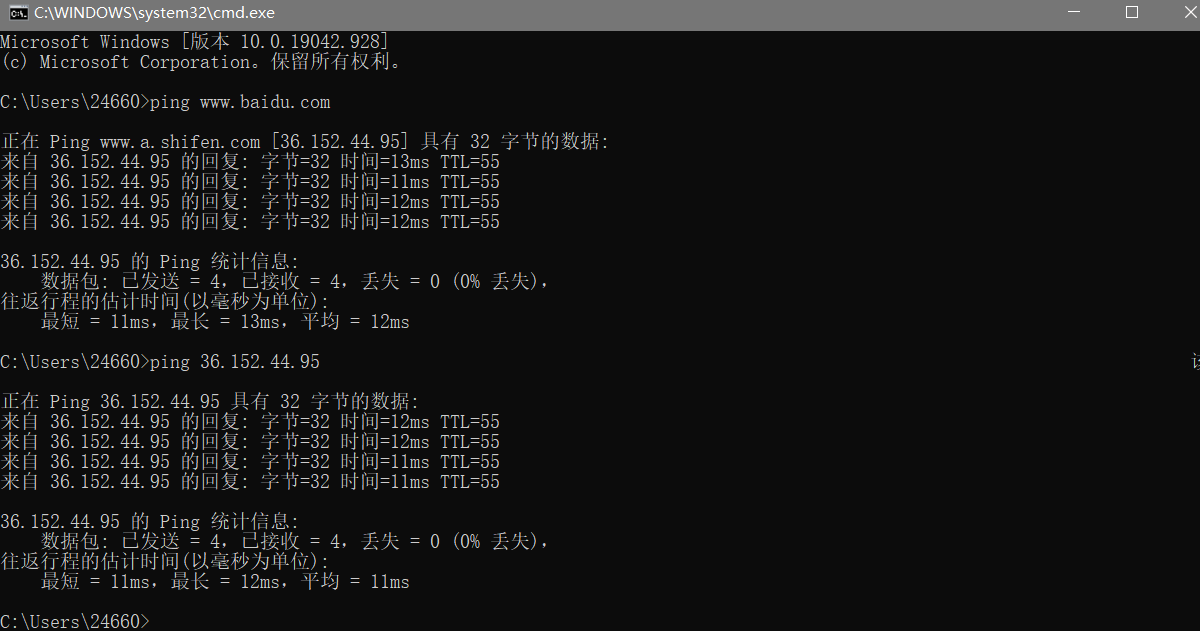 C:\WINDOWS\system32\cmd.exe
Microsoft Windows [版本 10.0.19042.928]
(c) Microsoft Corporation。保留所有权利。
C:\Users\24660>ping www.baidu.com
正在 Ping www.a.shifen.com [36.152.44.95] 具有 32 字节的数据:
来自 36.152.44.95 的回复: 字节=32 时间=13ms TTL=55
来自 36.152.44.95 的回复: 字节=32 时间=11ms TTL=55
来自 36.152.44.95 的回复: 字节=32 时间=12ms TTL=55
来自 36.152.44.95 的回复: 字节=32 时间=12ms TTL=55
36.152.44.95 的 Ping 统计信息:
数据包: 已发送 = 4，已接收 = 4，丢失 = 0 (0% 丢失)，
往返行程的估计时间(以毫秒为单位):
最短 = 11ms，最长 = 13ms，平均 = 12ms
C:\Users\24660>ping 36.152.44.95
正在 Ping 36.152.44.95 具有 32 字节的数据:
来自 36.152.44.95 的回复: 字节=32 时间=12ms TTL=55
来自 36.152.44.95 的回复: 字节=32 时间=12ms TTL=55
来自 36.152.44.95 的回复: 字节=32 时间=11ms TTL=55
来自 36.152.44.95 的回复: 字节=32 时间=11ms TTL=55
36.152.44.95 的 Ping 统计信息:
数据包: 已发送 = 4，已接收 = 4，丢失 = 0 (0% 丢失)，
往返行程的估计时间(以毫秒为单位):
最短 = 11ms，最长 = 12ms，平均 = 11ms
C:\Users\24660>